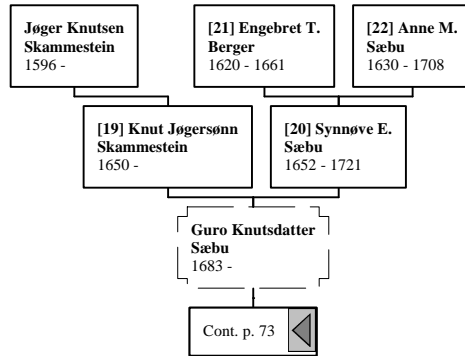 Jøger Knutsen
Skammestein
1596 -
[21] Engebret T.
Berger
1620 - 1661
[22] Anne M.
Sæbu
1630 - 1708
[19] Knut Jøgersønn
Skammestein
1650 -
[20] Synnøve E.
Sæbu
1652 - 1721
Guro Knutsdatter
Sæbu
1683 -
Cont. p. 73